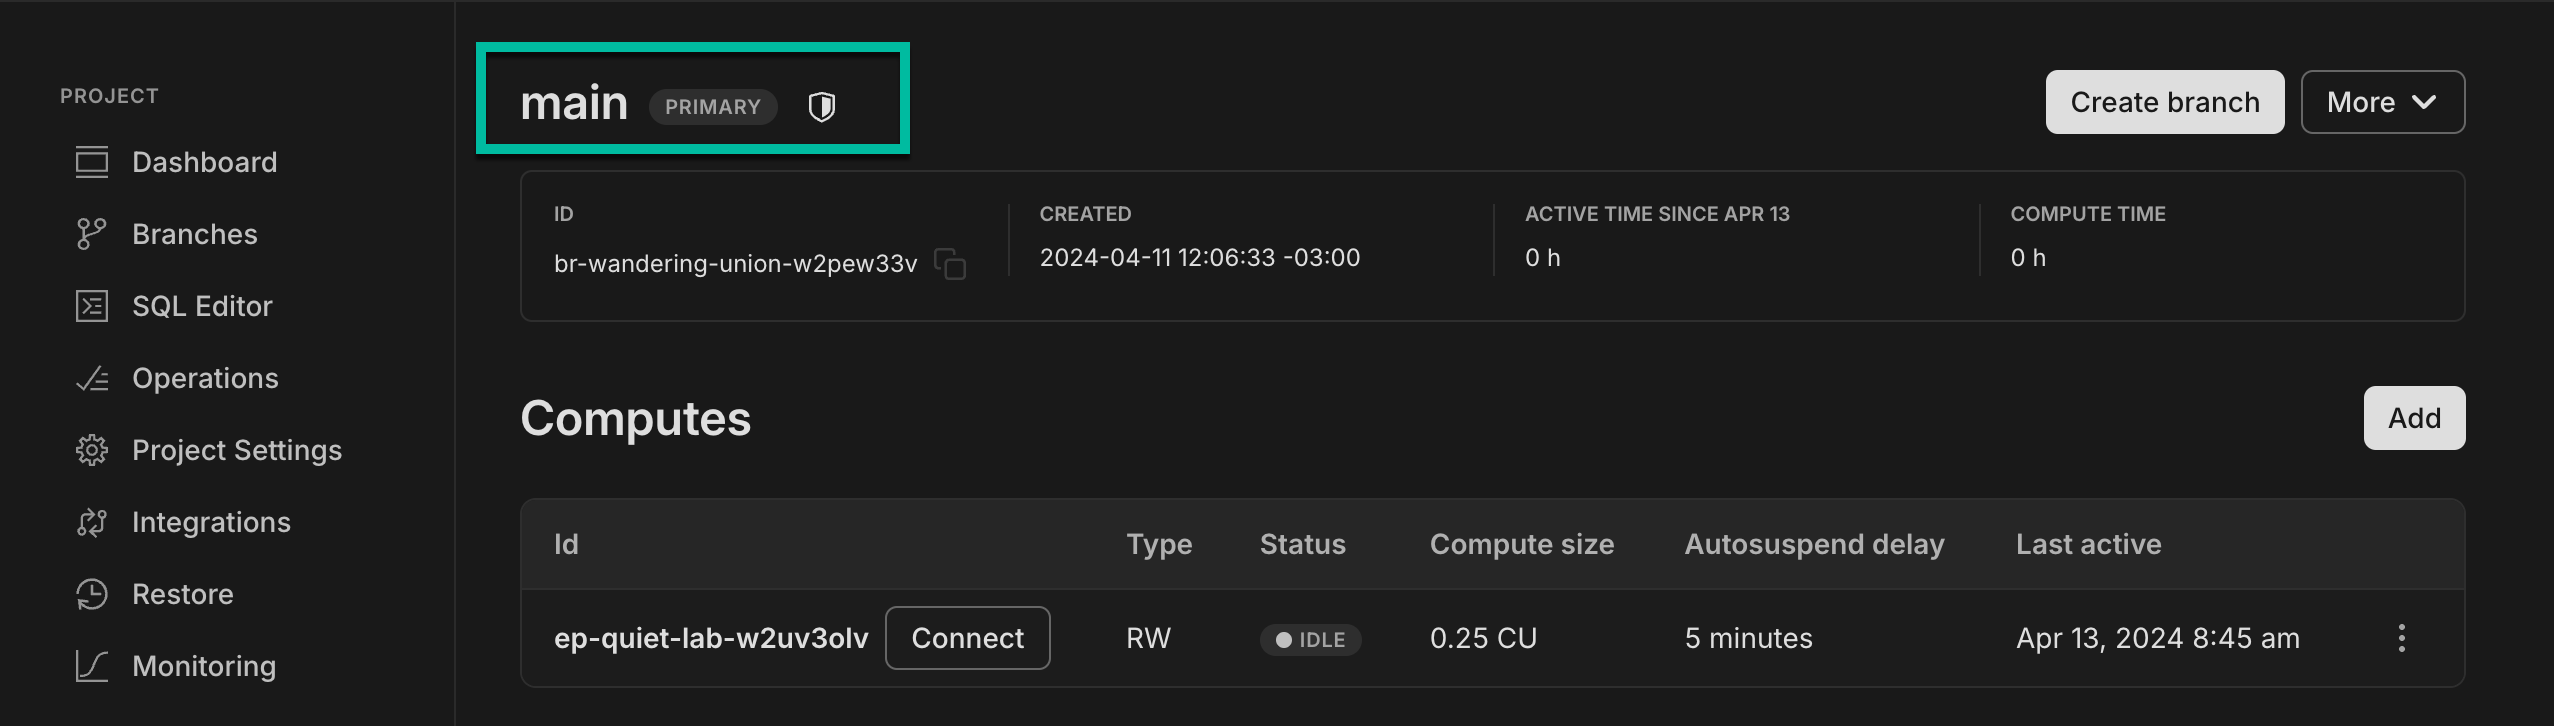 PROJECT
Dashboard
Branches
SQL Editor
Operations
Project Settings
Integrations
Restore
Monitoring
main PRIMARY
Create branch
More
ID
br-wandering-union-w2pew33v
CREATED
2024-04-11 12:06:33 -03:00
ACTIVE TIME SINCE APR 13
0 h
COMPUTE TIME
0 h
Computes
Add
Id Type Status Compute size Autosuspend delay Last active
ep-quiet-lab-w2uv3olv Connect RW IDLE 0.25 CU 5 minutes Apr 13, 2024 8:45 am